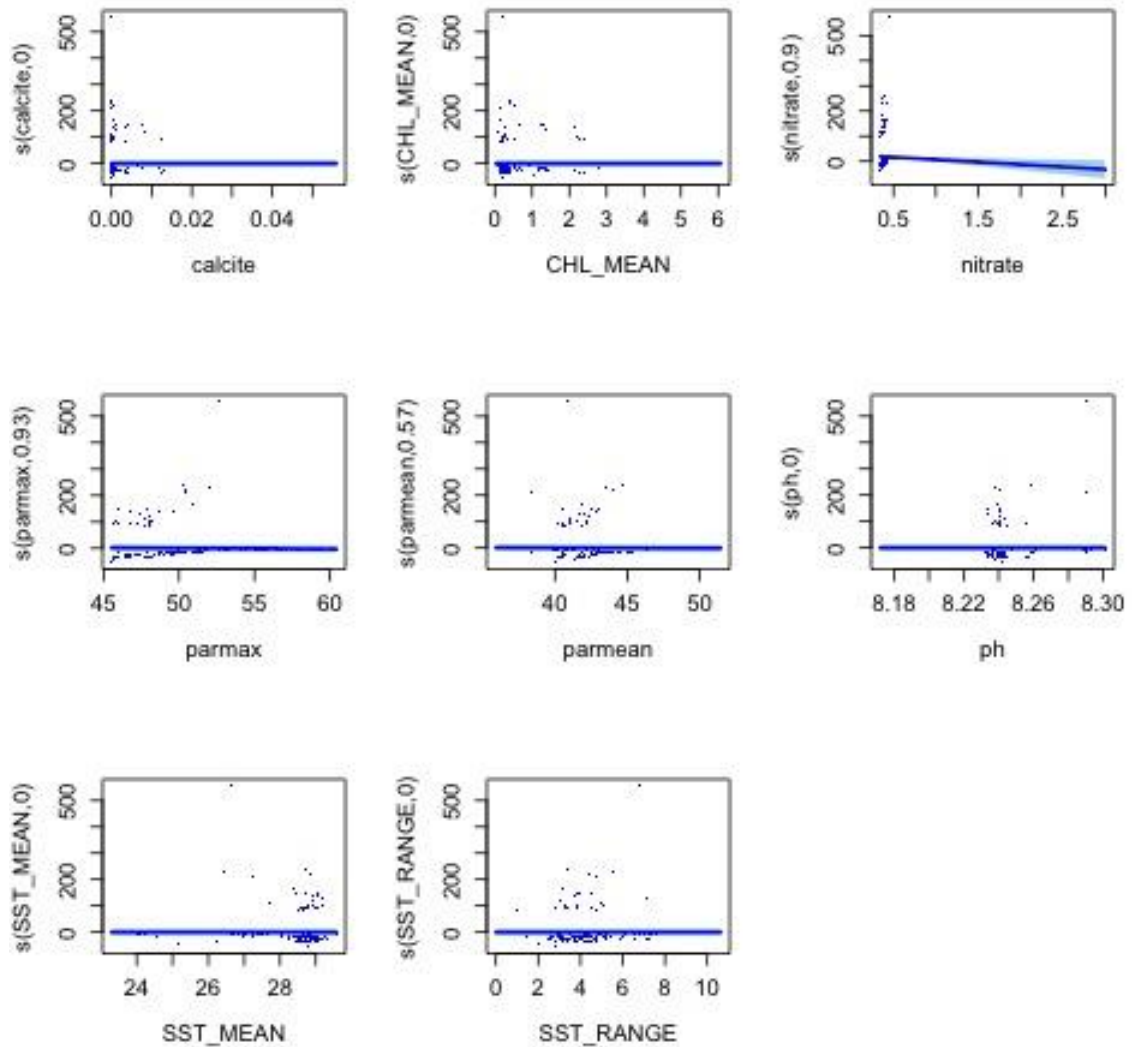 s(calcite,0)
500
200
0
0.00 0.02 0.04
calcite
s(CHL_MEAN,0)
500
200
0
0 1 2 3 4 5 6
CHL_MEAN
s(nitrate,0.9)
500
200
0
0.5 1.5 2.5
nitrate
s(parmax,0.93)
500
200
0
45 50 55 60
parmax
s(parmean,0.57)
500
200
0
40 45 50
parmean
s(ph,0)
500
200
0
8.18 8.22 8.26 8.30
ph
s(SST_MEAN,0)
500
200
0
24 26 28
SST_MEAN
s(SST_RANGE,0)
500
200
0
0 2 4 6 8 10
SST_RANGE